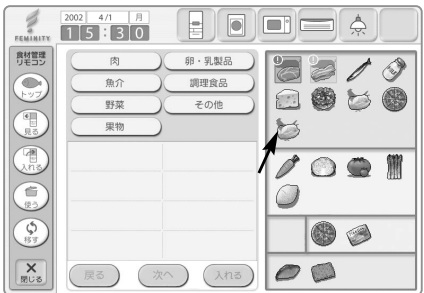 FEMINITY
2002 4/1 月
15:30
食材管理
リモコン
トップ
見る
入れる
使う
移す
閉じる
肉
卵・乳製品
魚介
調理食品
野菜
その他
果物
戻る
次へ
入れる